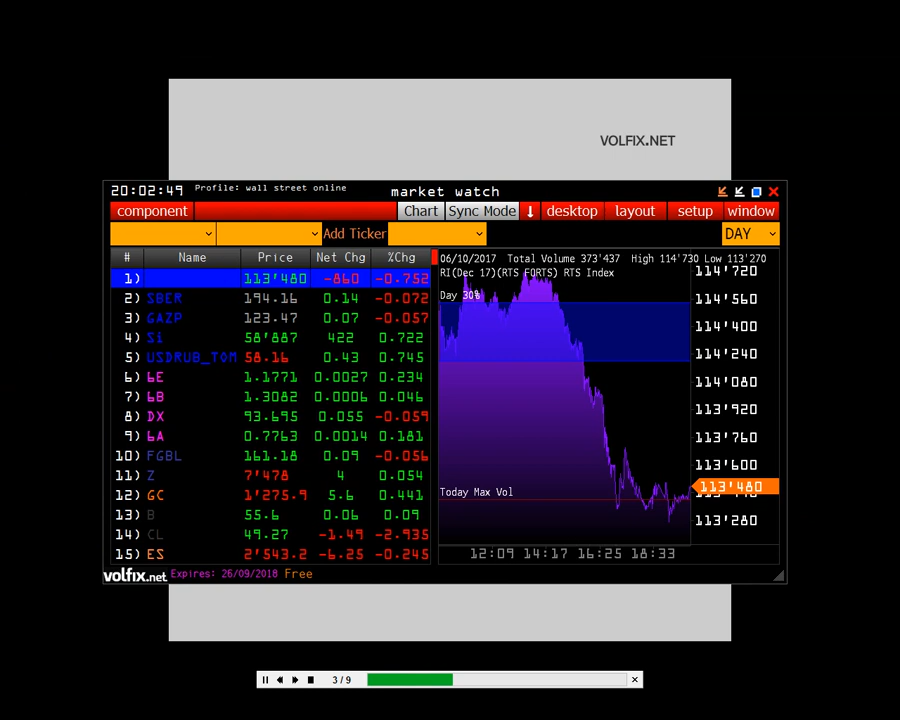 VOLFIX.NET
20:02:49 Profile: wall street online market watch
component Chart Sync Mode desktop layout setup window
Add Ticker DAY
# Name Price Net Chg %Chg
1) 113'480 -860 -0.752
2) SBER 194.16 0.14 -0.072
3) GAZP 123.47 0.07 -0.057
4) Si 58'887 422 0.722
5) USDRUB_TOM 58.16 0.43 0.745
6) 6E 1.1771 0.0027 0.234
7) 6B 1.3082 0.0006 0.046
8) DX 93.695 0.055 -0.059
9) 6A 0.7763 0.0014 0.181
10) FGBL 161.18 0.09 -0.056
11) Z 7'478 4 0.054
12) GC 1'275.9 5.6 0.441
13) B 55.6 0.06 0.09
14) CL 49.27 -1.49 -2.935
15) ES 2'543.2 -6.25 -0.245
06/10/2017 Total Volume 373'437 High 114'730 Low 113'270
RI(Dec 17)(RTS FORTS) RTS Index
Day 30%
Today Max Vol
114'720
114'560
114'400
114'240
114'080
113'920
113'760
113'600
113'480
113'280
12:09 14:17 16:25 18:33
volfix.net Expires: 26/09/2018 Free
3/9